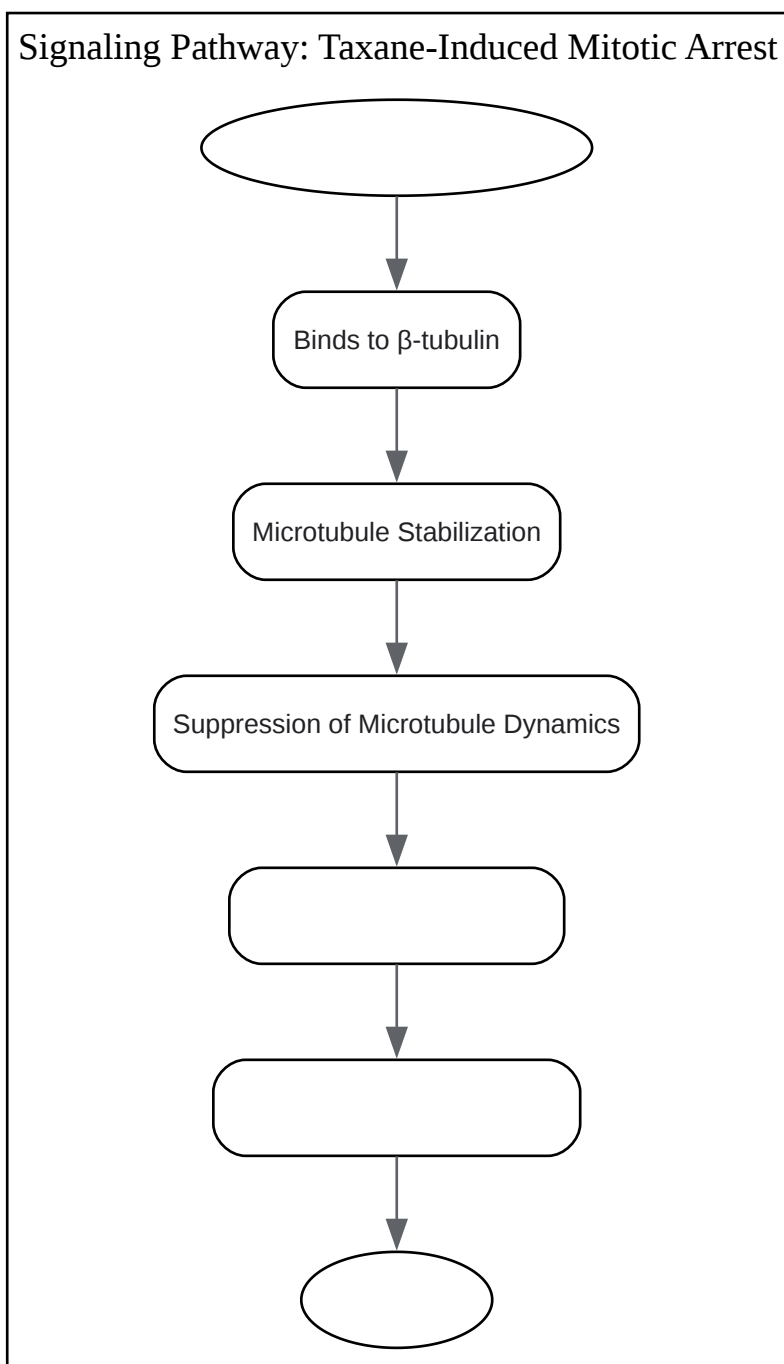 Signaling Pathway: Taxane-Induced Mitotic Arrest
Binds to β-tubulin
Microtubule Stabilization
Suppression of Microtubule Dynamics